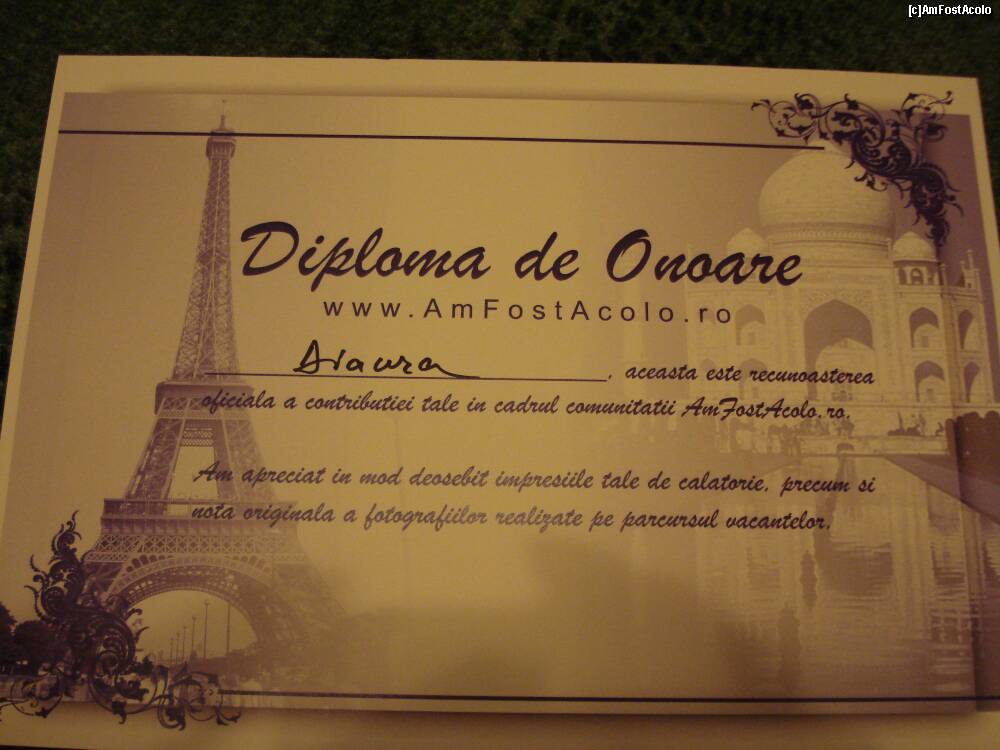 [c]AmFostAcolo
Diploma de Onoare
www.AmFostAcolo.ro
, aceasta este recunoasterea
oficiala a contributiei tale in cadrul comunitatii AmFostAcolo.ro.
Am apreciat in mod deosebit impresiile tale de calatorie, precum si
nota originala a fotografiilor realizate pe parcursul vacantelor.